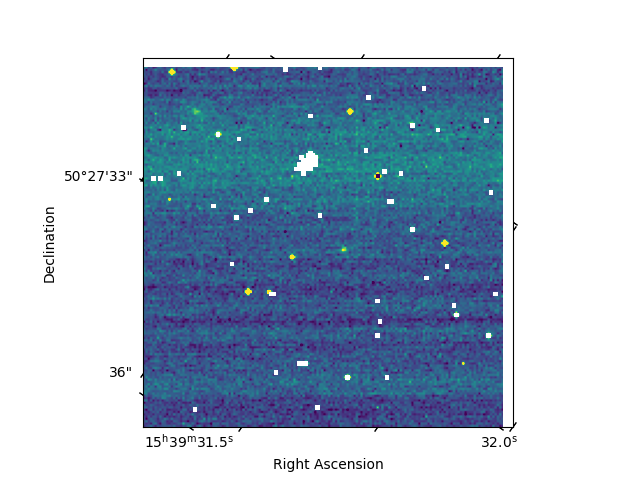 Declination
50°27'33"
36"
15ʰ39ᵐ31.5ˢ
32.0ˢ
Right Ascension